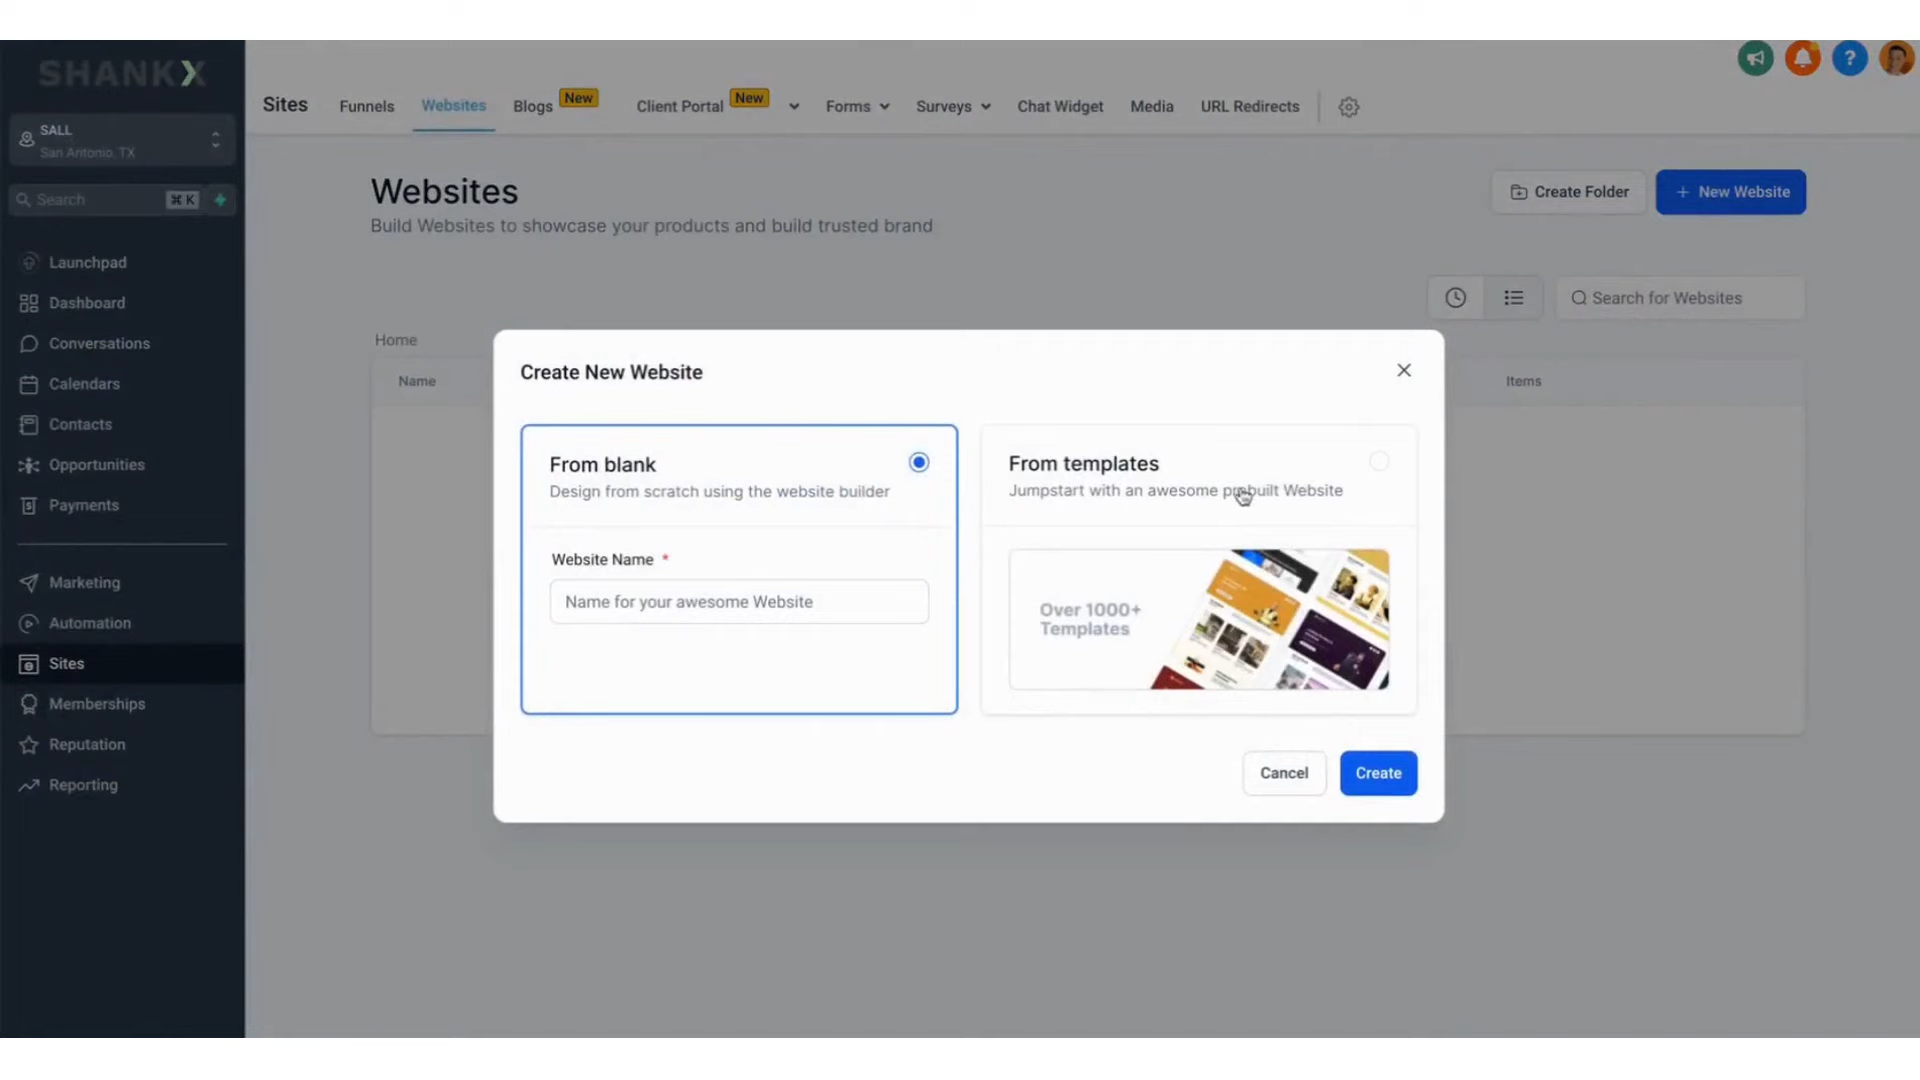 SHANKX
SALL
San Antonio, TX
Search
⌘ K
Launchpad
Dashboard
Conversations
Calendars
Contacts
Opportunities
Payments
Marketing
Automation
Sites
Memberships
Reputation
Reporting
Sites Funnels Websites Blogs New Client Portal New Forms Surveys Chat Widget Media URL Redirects
?
Websites
Build Websites to showcase your products and build trusted brand
Create Folder
+ New Website
Search for Websites
Home
Name
Items
Create New Website
From blank
Design from scratch using the website builder
Website Name *
Name for your awesome Website
From templates
Jumpstart with an awesome prebuilt Website
Over 1000+
Templates
Cancel
Create